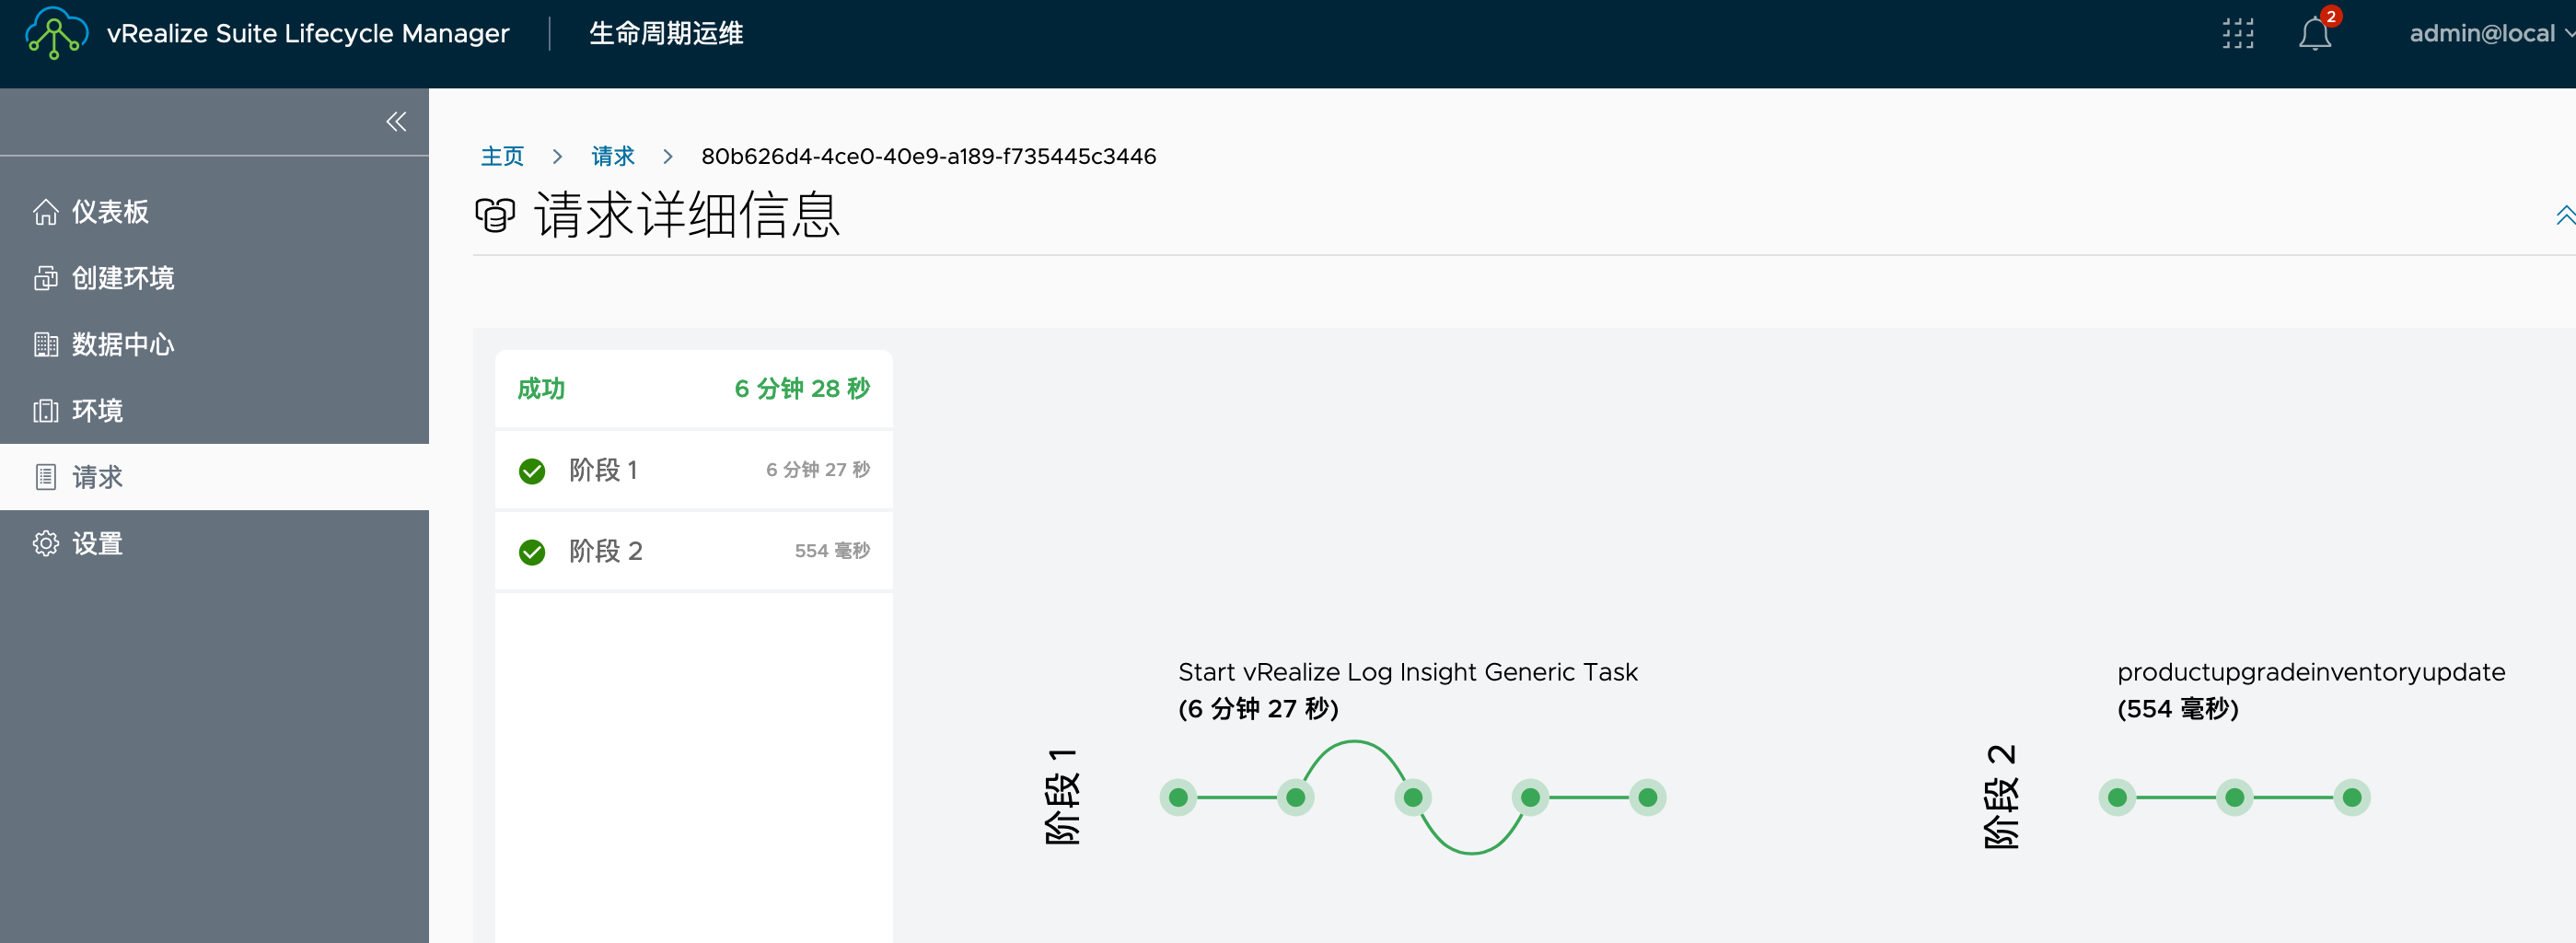 vRealize Suite Lifecycle Manager
生命周期运维
2
admin@local
仪表板
创建环境
数据中心
环境
请求
设置
主页 > 请求 > 80b626d4-4ce0-40e9-a189-f735445c3446
请求详细信息
成功 6 分钟 28 秒
阶段 1 6 分钟 27 秒
阶段 2 554 毫秒
阶段 1
Start vRealize Log Insight Generic Task
(6 分钟 27 秒)
阶段 2
productupgradeinventoryupdate
(554 毫秒)